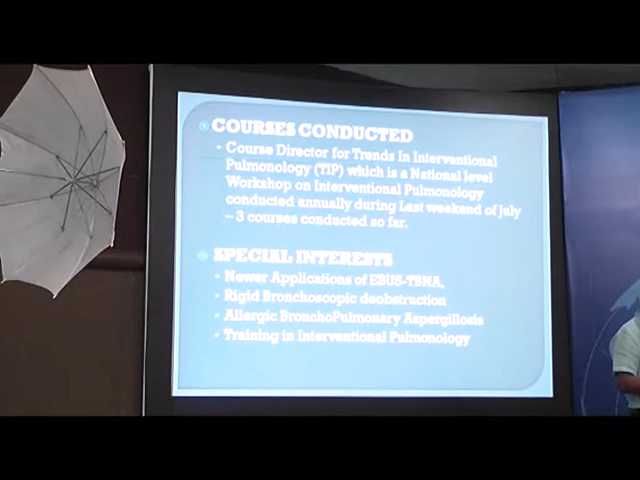 COURSES CONDUCTED
Course Director for Trends in Interventional
Pulmonology (TIP) which is a National level
Workshop on Interventional Pulmonology
conducted annually during Last weekend of July
– 3 courses conducted so far.
SPECIAL INTERESTS
Newer Applications of EBUS-TBNA,
Rigid Bronchoscopic deobstruction
Allergic BronchoPulmonary Aspergillosis
Training in Interventional Pulmonology